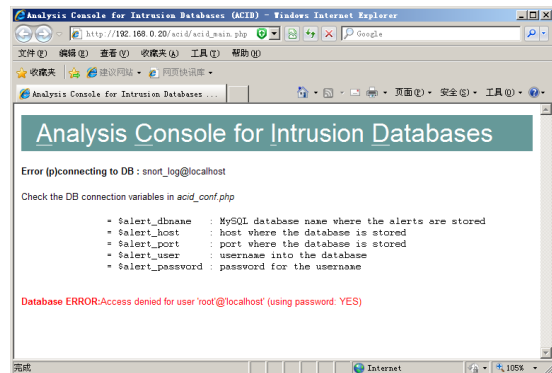 Analysis Console for Intrusion Databases (ACID) - Windows Internet Explorer
http://192.168.0.20/acid/acid_main.php
Google
文件(F) 编辑(E) 查看(V) 收藏夹(A) 工具(T) 帮助(H)
收藏夹 建议网站 网页快讯库
Analysis Console for Intrusion Databases ... 页面(P) 安全(S) 工具(O)
Analysis Console for Intrusion Databases
Error (p)connecting to DB : snort_log@localhost
Check the DB connection variables in acid_conf.php
= $alert_dbname : MySQL database name where the alerts are stored
= $alert_host : host where the database is stored
= $alert_port : port where the database is stored
= $alert_user : username into the database
= $alert_password : password for the username
Database ERROR:Access denied for user 'root'@'localhost' (using password: YES)
完成 Internet 105%